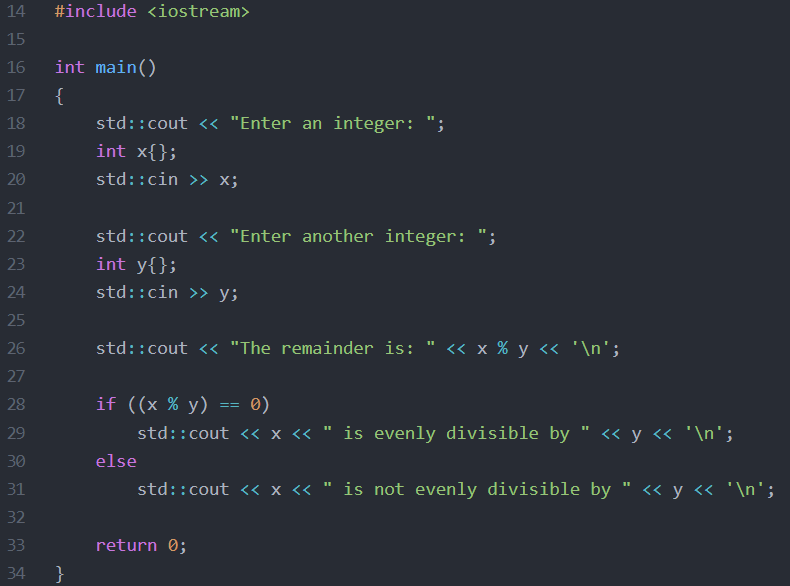 14 #include <iostream>
15
16 int main()
17 {
18     std::cout << "Enter an integer: ";
19     int x{};
20     std::cin >> x;
21
22     std::cout << "Enter another integer: ";
23     int y{};
24     std::cin >> y;
25
26     std::cout << "The remainder is: " << x % y << '\n';
27
28     if ((x % y) == 0)
29         std::cout << x << " is evenly divisible by " << y << '\n';
30     else
31         std::cout << x << " is not evenly divisible by " << y << '\n';
32
33     return 0;
34 }